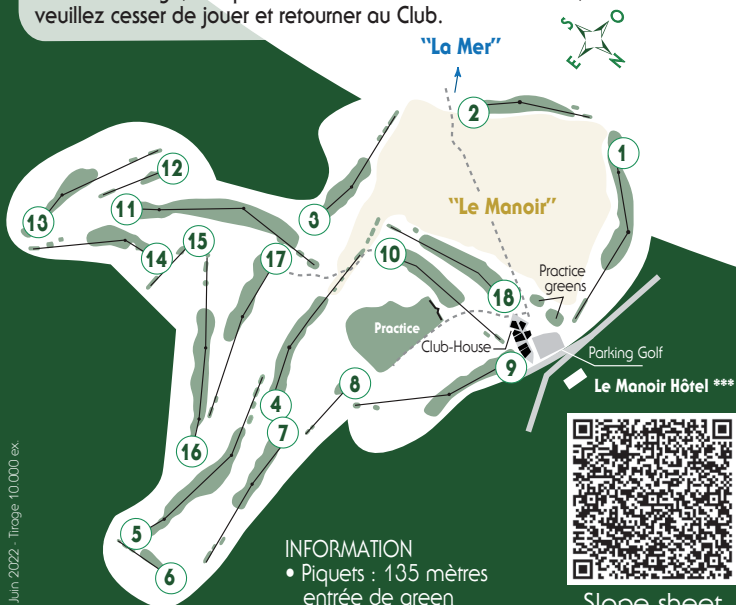 veuillez cesser de jouer et retourner au Club.
S
O
E
N
"La Mer"
2
1
12
"Le Manoir"
13
11
3
15
14
17
10
Practice
greens
18
Practice
Club-House
Parking Golf
9
8
Le Manoir Hôtel ***
4
7
16
5
6
INFORMATION
• Piquets : 135 mètres
entrée de green
Slope sheet
Juin 2022 - Tirage 10.000 ex.